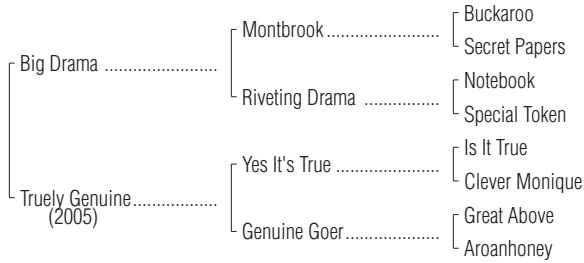 Buckaroo
Montbrook
Secret Papers
Big Drama
Notebook
Riveting Drama
Special Token
Is It True
Yes It's True
Clever Monique
Truely Genuine
(2005)
Great Above
Genuine Goer
Aroanhoney